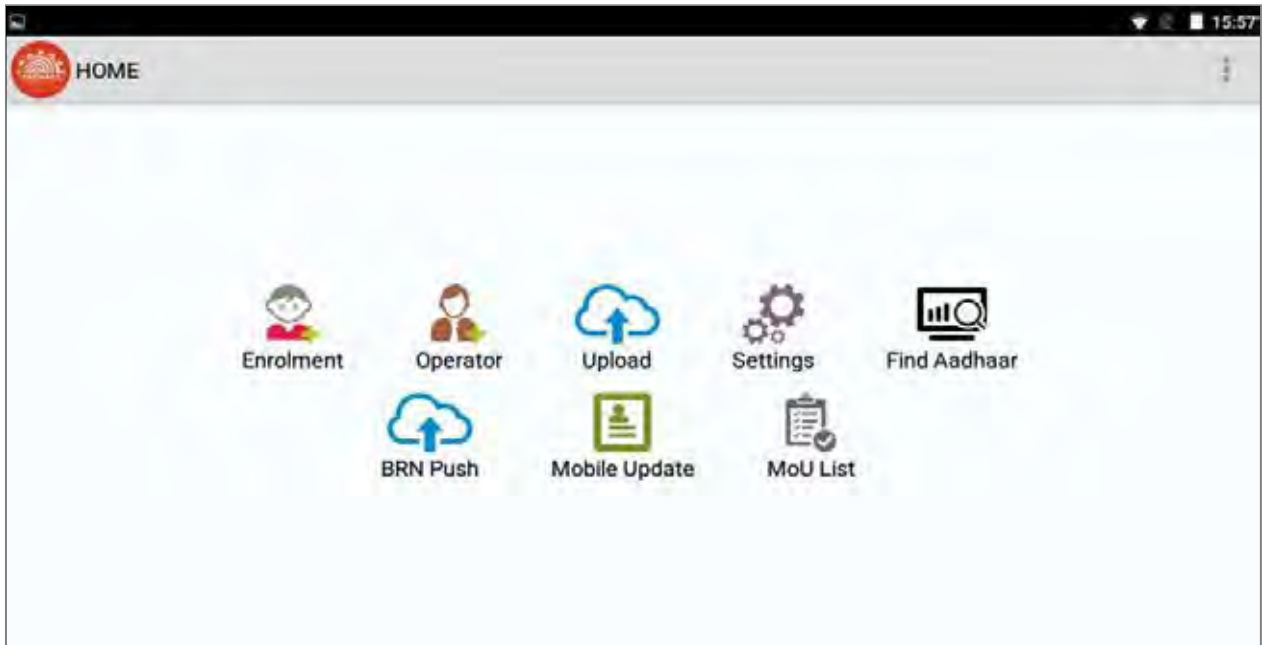 15:57
HOME
Enrolment Operator Upload Settings Find Aadhaar
BRN Push Mobile Update MoU List